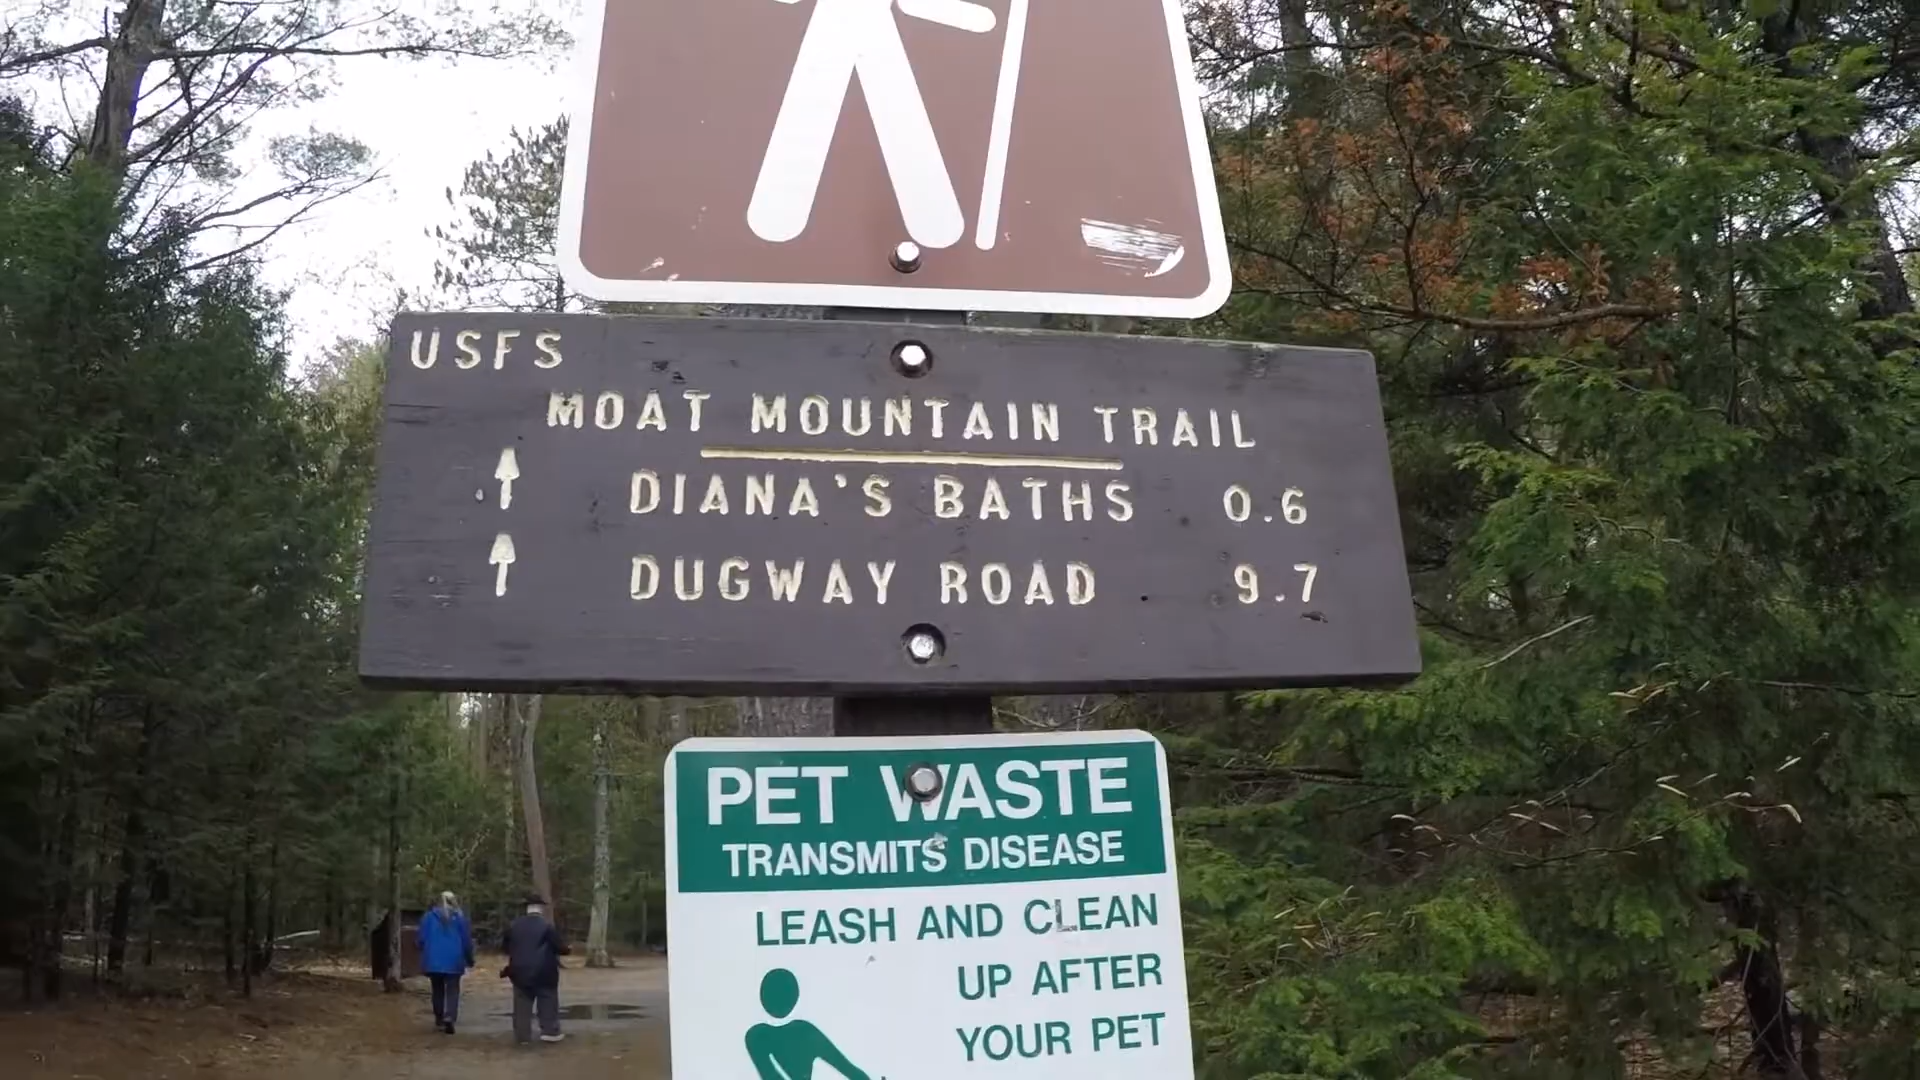 USFS
MOAT MOUNTAIN TRAIL
DIANA'S BATHS 0.6
DUGWAY ROAD 9.7
PET WASTE
TRANSMITS DISEASE
LEASH AND CLEAN
UP AFTER
YOUR PET